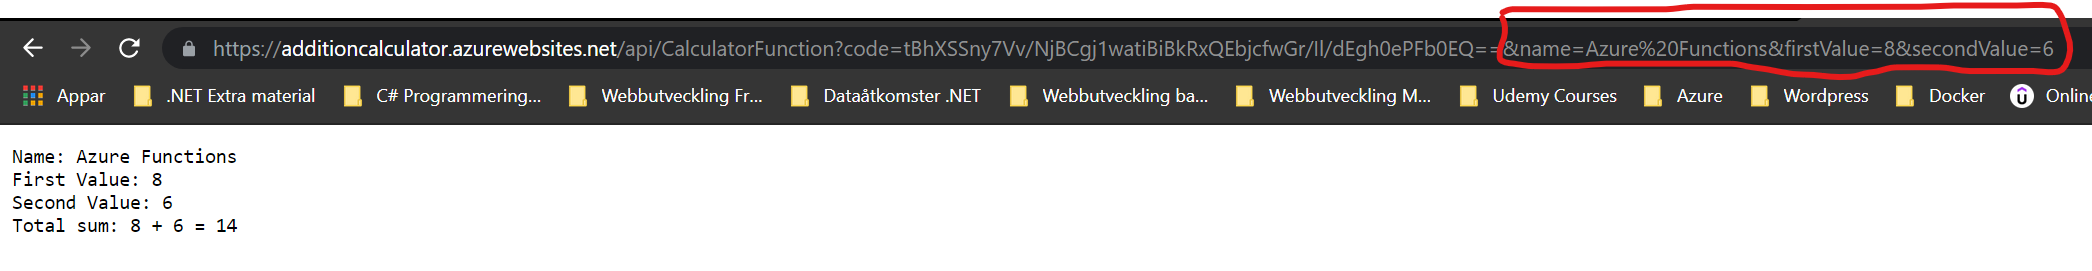 https://additioncalculator.azurewebsites.net/api/CalculatorFunction?code=tBhXSSny7Vv/NjBCgj1watiBiBkRxQEbjcfwGr/Il/dEgh0ePFb0EQ==&name=Azure%20Functions&firstValue=8&secondValue=6
Appar .NET Extra material C# Programmering... Webbutveckling Fr... Dataåtkomster .NET Webbutveckling ba... Webbutveckling M... Udemy Courses Azure Wordpress Docker Online
Name: Azure Functions
First Value: 8
Second Value: 6
Total sum: 8 + 6 = 14